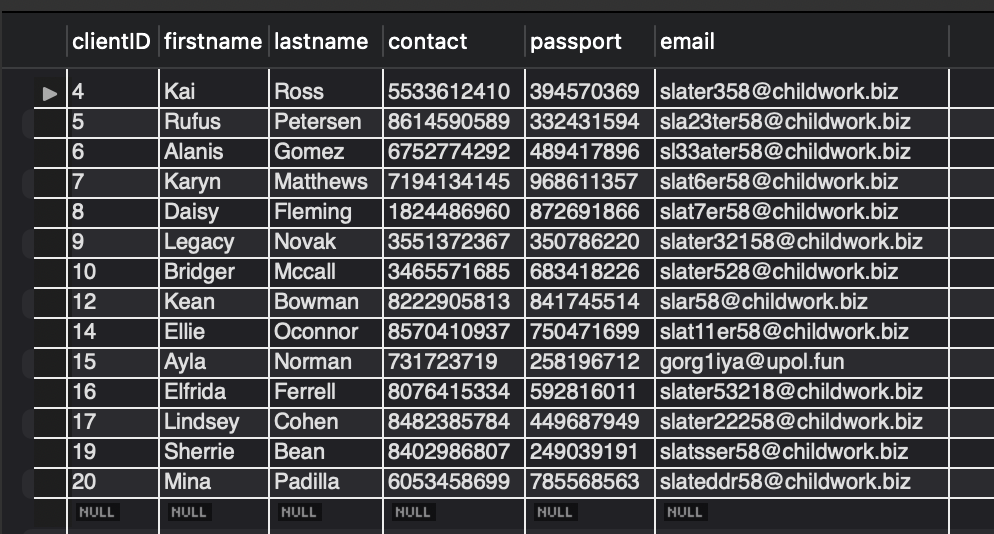 clientID firstname lastname contact passport email
4 Kai Ross 5533612410 394570369 slater358@childwork.biz
5 Rufus Petersen 8614590589 332431594 sla23ter58@childwork.biz
6 Alanis Gomez 6752774292 489417896 sl33ater58@childwork.biz
7 Karyn Matthews 7194134145 968611357 slat6er58@childwork.biz
8 Daisy Fleming 1824486960 872691866 slat7er58@childwork.biz
9 Legacy Novak 3551372367 350786220 slater32158@childwork.biz
10 Bridger Mccall 3465571685 683418226 slater528@childwork.biz
12 Kean Bowman 8222905813 841745514 slar58@childwork.biz
14 Ellie Oconnor 8570410937 750471699 slat11er58@childwork.biz
15 Ayla Norman 731723719 258196712 gorg1iya@upol.fun
16 Elfrida Ferrell 8076415334 592816011 slater53218@childwork.biz
17 Lindsey Cohen 8482385784 449687949 slater22258@childwork.biz
19 Sherrie Bean 8402986807 249039191 slatsser58@childwork.biz
20 Mina Padilla 6053458699 785568563 slateddr58@childwork.biz
NULL NULL NULL NULL NULL NULL